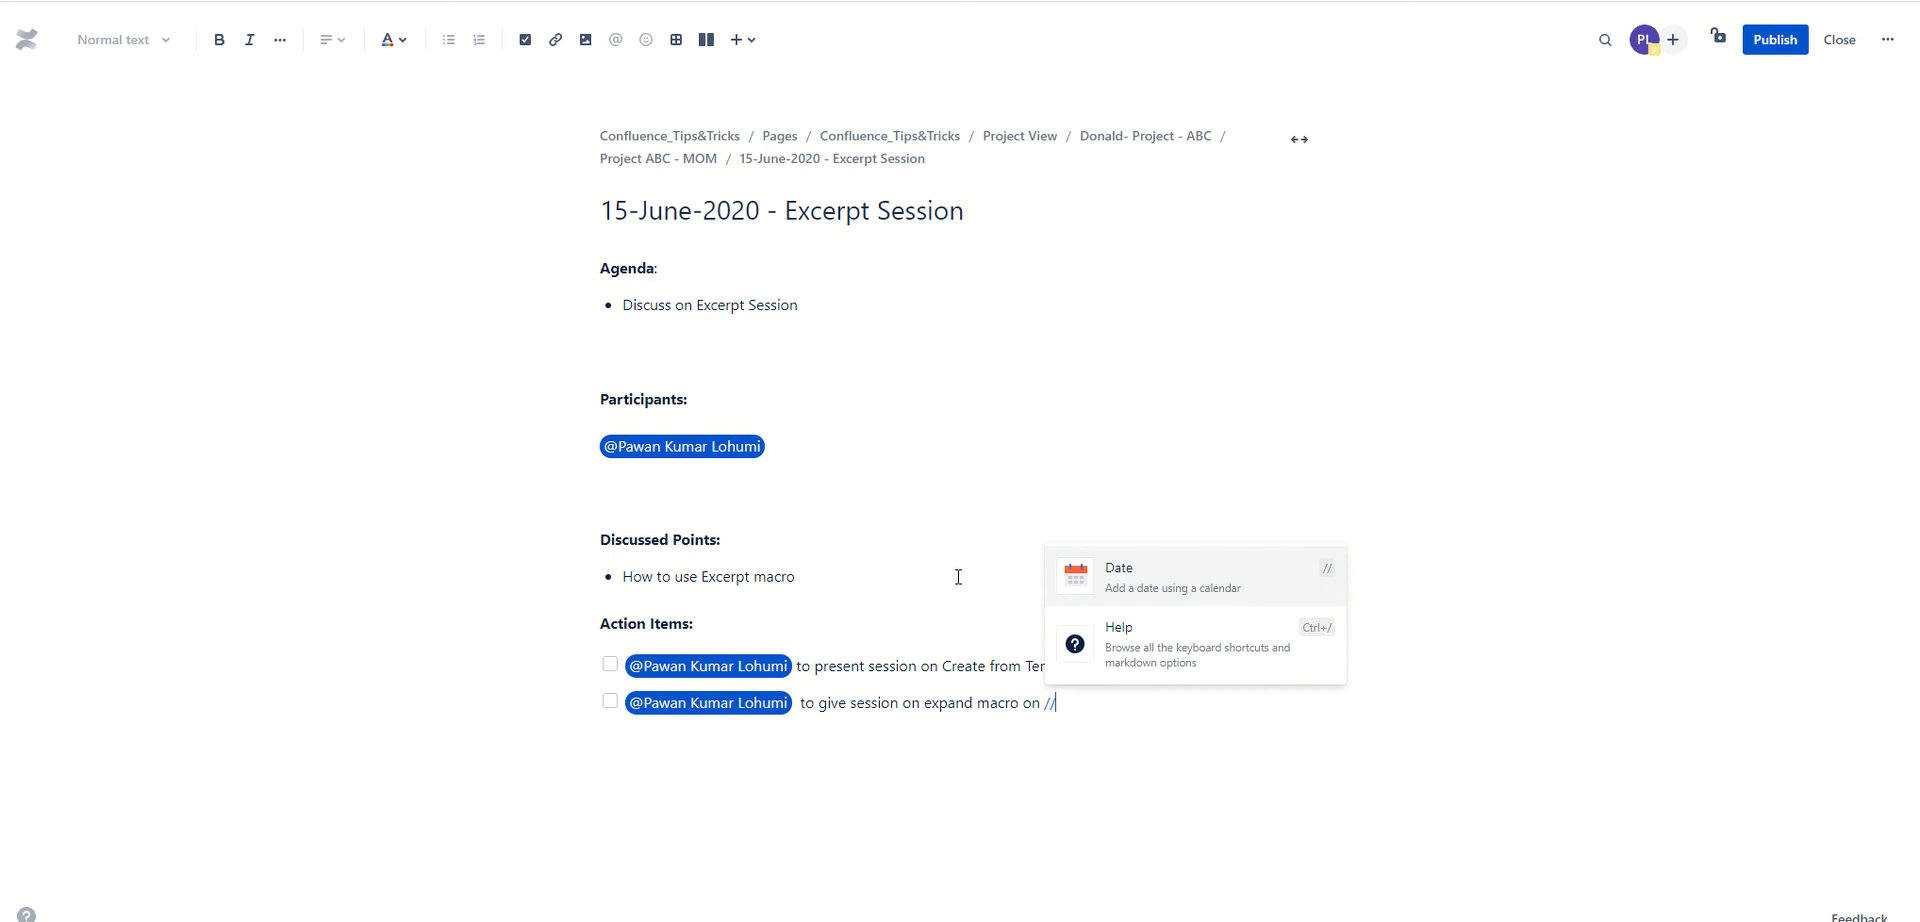 Normal text B I A @
PL Publish Close
Confluence_Tips&Tricks / Pages / Confluence_Tips&Tricks / Project View / Donald- Project - ABC /
Project ABC - MOM / 15-June-2020 - Excerpt Session
15-June-2020 - Excerpt Session
Agenda:
• Discuss on Excerpt Session
Participants:
@Pawan Kumar Lohumi
Discussed Points:
• How to use Excerpt macro
Action Items:
@Pawan Kumar Lohumi to present session on Create from
@Pawan Kumar Lohumi to give session on expand macro on //
Date //
Add a date using a calendar
Help Ctrl+/
Browse all the keyboard shortcuts and
markdown options
? Feedback